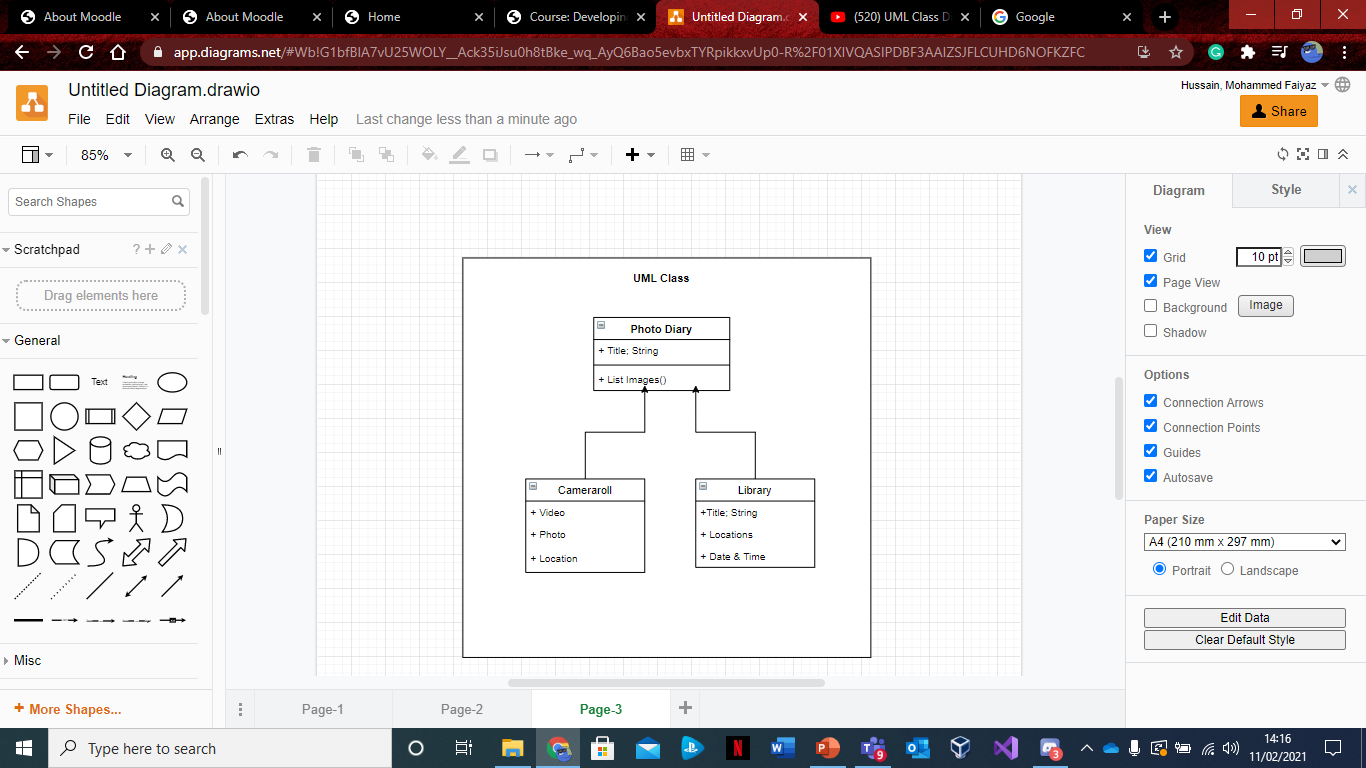 About Moodle
About Moodle
Home
Course: Developin
Untitled Diagram.d
(520) UML Class D
Google
app.diagrams.net/#Wb!G1bfBIA7vU25WOLY__Ack35iJsu0h8tBke_wq_AyQ6Bao5evbxTYRpikkxvUp0-R%2F01XIVQASIPDBF3AAIZSJFLCUHD6NOFKZFC
Untitled Diagram.drawio
Hussain, Mohammed Faiyaz
File Edit View Arrange Extras Help Last change less than a minute ago
Share
85%
Search Shapes
Scratchpad
?
Drag elements here
General
Text
Heading
Misc
+ More Shapes...
UML Class
Photo Diary
+ Title; String
+ List Images()
Cameraroll
+ Video
+ Photo
+ Location
Library
+Title; String
+ Locations
+ Date & Time
Diagram
Style
View
Grid
10 pt
Page View
Background
Image
Shadow
Options
Connection Arrows
Connection Points
Guides
Autosave
Paper Size
A4 (210 mm x 297 mm)
Portrait Landscape
Edit Data
Clear Default Style
Page-1
Page-2
Page-3
Type here to search
9
3
14:16
11/02/2021